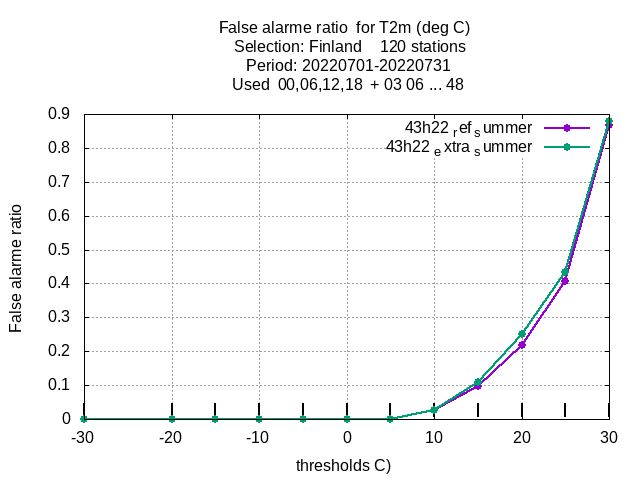 False alarme ratio  for T2m (deg C)
Selection: Finland    120 stations
Period: 20220701-20220731
Used  00,06,12,18  + 03 06 ... 48
43h22 ref summer
43h22 extra summer
0.9
0.8
0.7
0.6
0.5
0.4
0.3
0.2
0.1
0
False alarme ratio
-30 -20 -10 0 10 20 30
thresholds C)